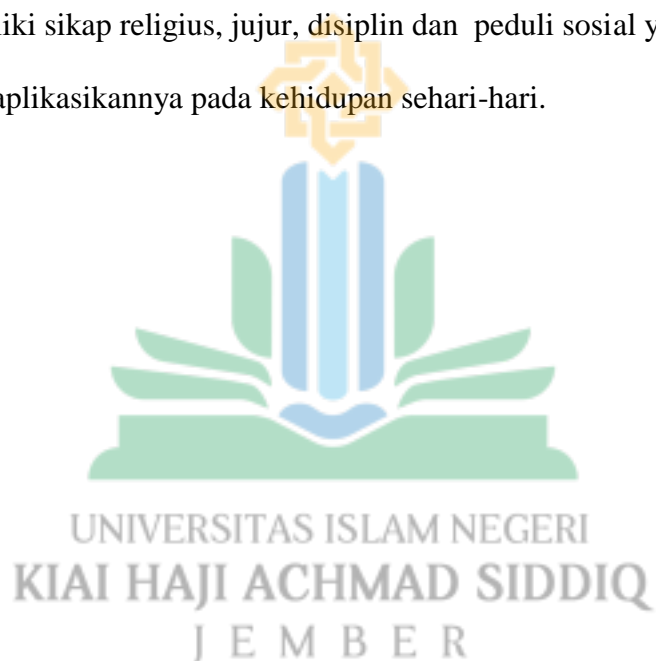 liki sikap religius, jujur, disiplin dan peduli sosial y
aplikasikannya pada kehidupan sehari-hari.
UNIVERSITAS ISLAM NEGERI
KIAI HAJI ACHMAD SIDDIQ
J E M B E R